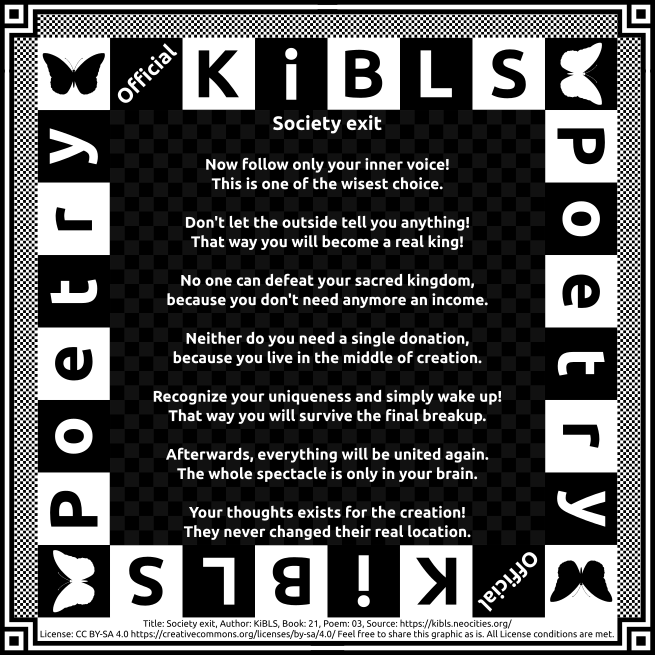 Official KiBLS
Poetry
Poetry
Society exit
Now follow only your inner voice!
This is one of the wisest choice.
Don't let the outside tell you anything!
That way you will become a real king!
No one can defeat your sacred kingdom,
because you don't need anymore an income.
Neither do you need a single donation,
because you live in the middle of creation.
Recognize your uniqueness and simply wake up!
That way you will survive the final breakup.
Afterwards, everything will be united again.
The whole spectacle is only in your brain.
Your thoughts exists for the creation!
They never changed their real location.
Official KiBLS
Title: Society exit, Author: KiBLS, Book: 21, Poem: 03, Source: https://kibls.neocities.org/
License: CC BY-SA 4.0 https://creativecommons.org/licenses/by-sa/4.0/ Feel free to share this graphic as is. All License conditions are met.